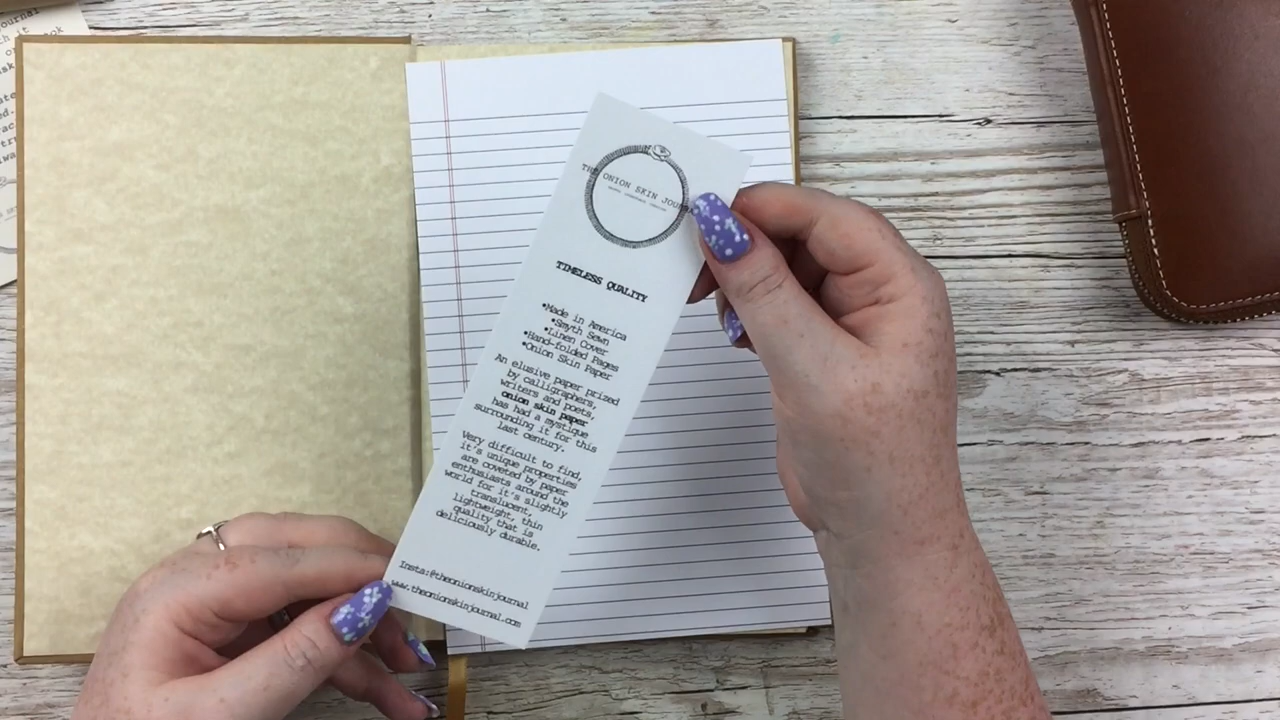 THE ONION SKIN JOURNAL
TIMELESS QUALITY
•Made in America
•Smyth Sewn
•Linen Cover
•Hand-folded Pages
•Onion Skin Paper
An elusive paper prized
by calligraphers,
writers and poets,
onion skin paper
has had a mystique
surrounding it for this
last century.
Very difficult to find,
it's unique properties
are coveted by paper
enthusiasts around the
world for it's slightly
translucent,
lightweight, thin
quality that is
deliciously durable.
Insta:@theonionskinjournal
www.theonionskinjournal.com